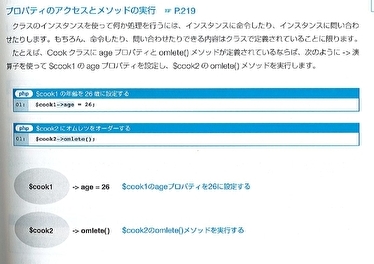 プロパティのアクセスとメソッドの実行 ☞ P.219
クラスのインスタンスを使って何か処理を行うには、インスタンスに命令したり、インスタンスに問い合わ
せたりします。もちろん、命令したり、問い合わせたりできる内容はクラスで定義されていることに限ります。
たとえば、Cook クラスに age プロパティと omlete() メソッドが定義されているならば、次のように -> 演
算子を使って $cook1 の age プロパティを設定し、$cook2 の omlete() メソッドを実行します。
php $cook1 の年齢を 26 歳に設定する
01: $cook1->age = 26;
php $cook2 にオムレツをオーダーする
01: $cook2->omlete();
$cook1 -> age = 26 $cook1のageプロパティを26に設定する
$cook2 -> omlete() $cook2のomlete()メソッドを実行する